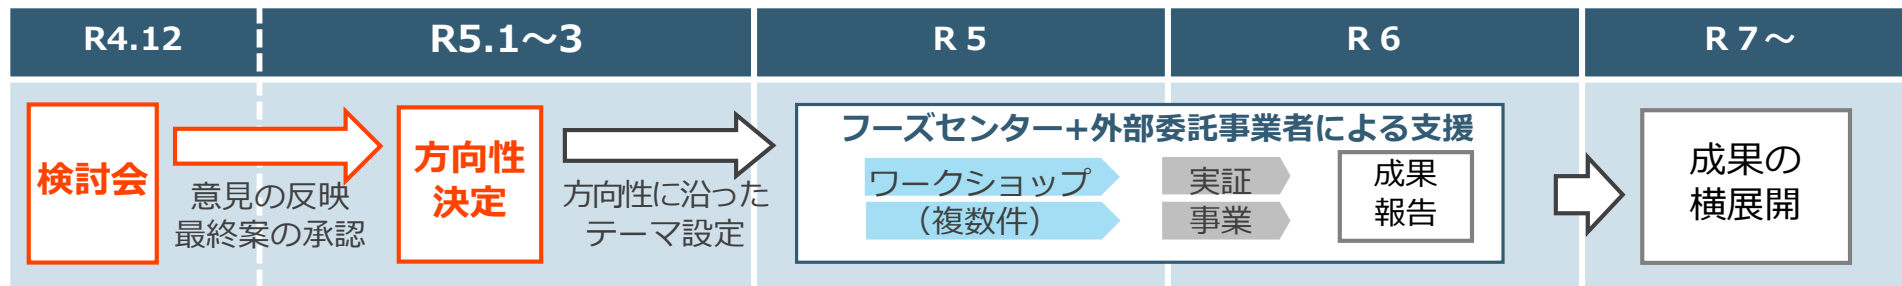 R4.12
R5.1～3
R 5
R 6
R 7～
検討会
意見の反映
最終案の承認
方向性
決定
方向性に沿った
テーマ設定
フーズセンター+外部委託事業者による支援
ワークショップ
（複数件）
実証
事業
成果
報告
成果の
横展開